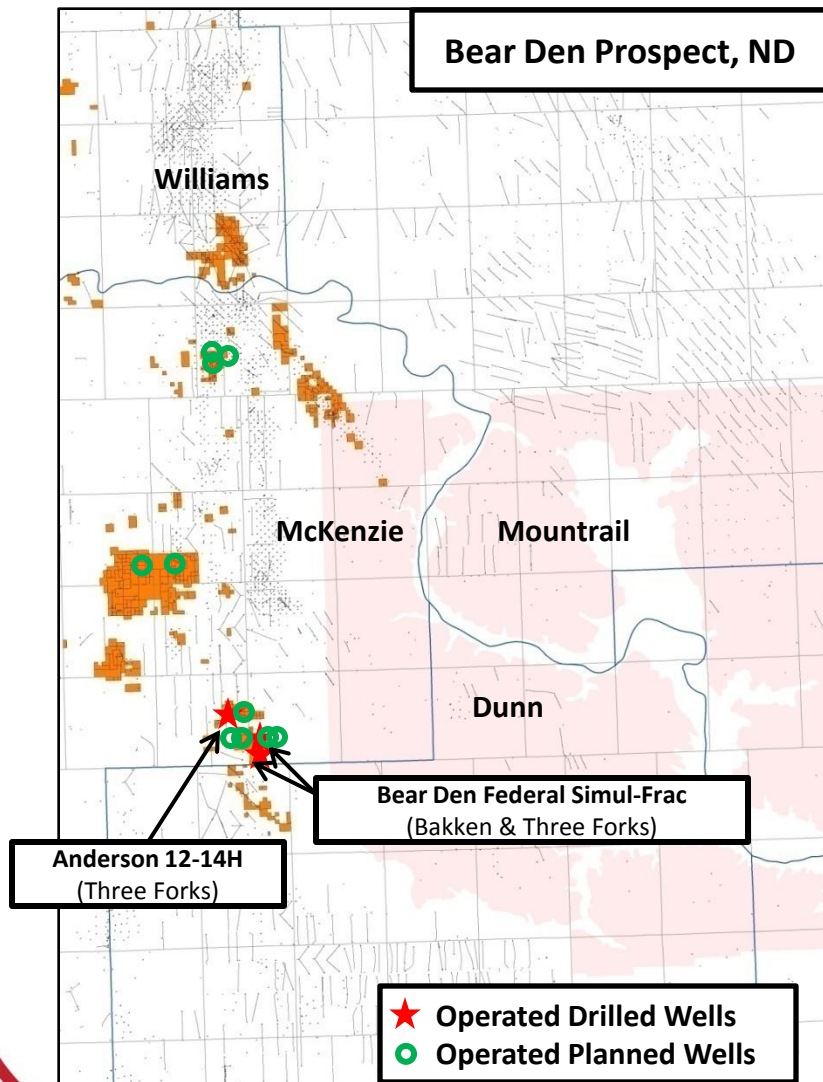 Bear Den Prospect, ND
Williams
McKenzie
Mountrail
Dunn
Bear Den Federal Simul-Frac
(Bakken & Three Forks)
Anderson 12-14H
(Three Forks)
Operated Drilled Wells
Operated Planned Wells